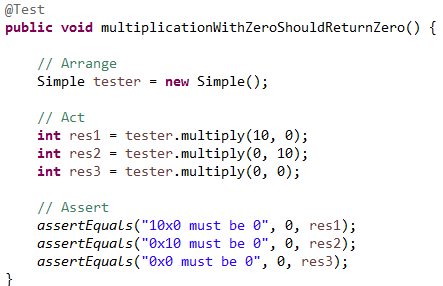 @Test
public void multiplicationWithZeroShouldReturnZero() {
// Arrange
Simple tester = new Simple();
// Act
int res1 = tester.multiply(10, 0);
int res2 = tester.multiply(0, 10);
int res3 = tester.multiply(0, 0);
// Assert
assertEquals("10x0 must be 0", 0, res1);
assertEquals("0x10 must be 0", 0, res2);
assertEquals("0x0 must be 0", 0, res3);
}